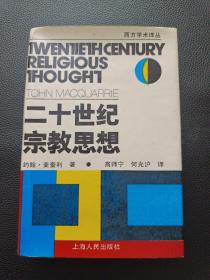 西方学术译丛
TWENTIETH CENTURY
RELIGIOUS
THOUGHT
JOHN MACQUARRIE
二十世纪
宗教思想
约翰·麦奎利 著 高师宁 何光沪 译
上海人民出版社